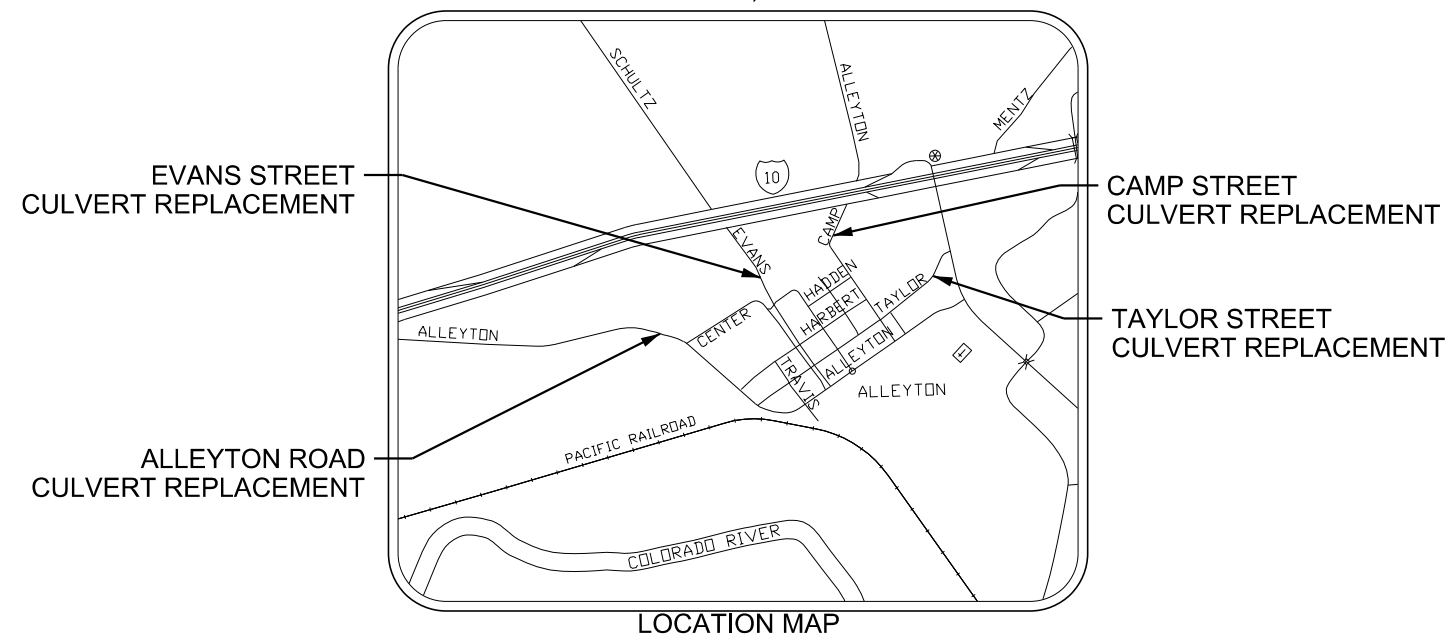 SCHULTZ
ALLEYTON
MENTZ
EVANS STREET
CULVERT REPLACEMENT
10
CAMP STREET
CULVERT REPLACEMENT
CAMP
EVANS
HADDEN
HARBERT
TAYLOR
CENTER
ALLEYTON
ALLEYTON
TRAVIS
ALLEYTON
TAYLOR STREET
CULVERT REPLACEMENT
PACIFIC RAILROAD
ALLEYTON ROAD
CULVERT REPLACEMENT
COLORADO RIVER
LOCATION MAP